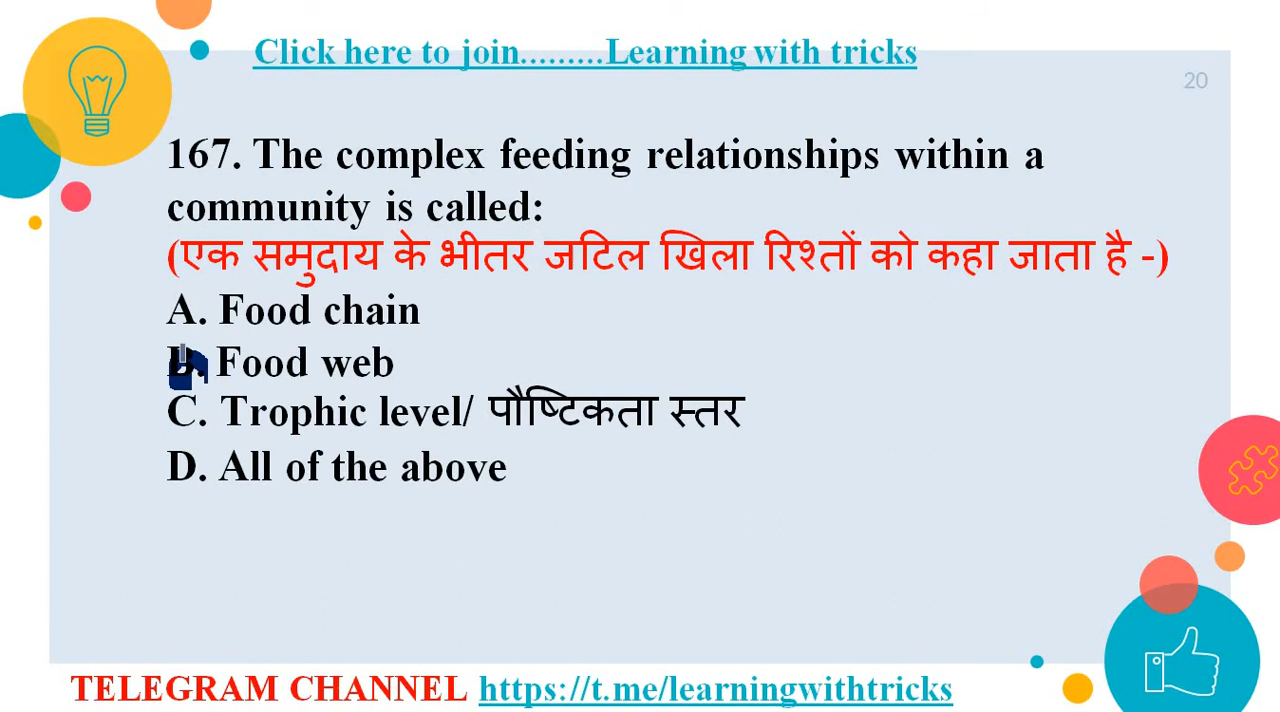 Click here to join.........Learning with tricks
20
167. The complex feeding relationships within a
community is called:
(एक समुदाय के भीतर जटिल खिला रिश्तों को कहा जाता है -)
A. Food chain
B. Food web
C. Trophic level/ पौष्टिकता स्तर
D. All of the above
TELEGRAM CHANNEL https://t.me/learningwithtricks